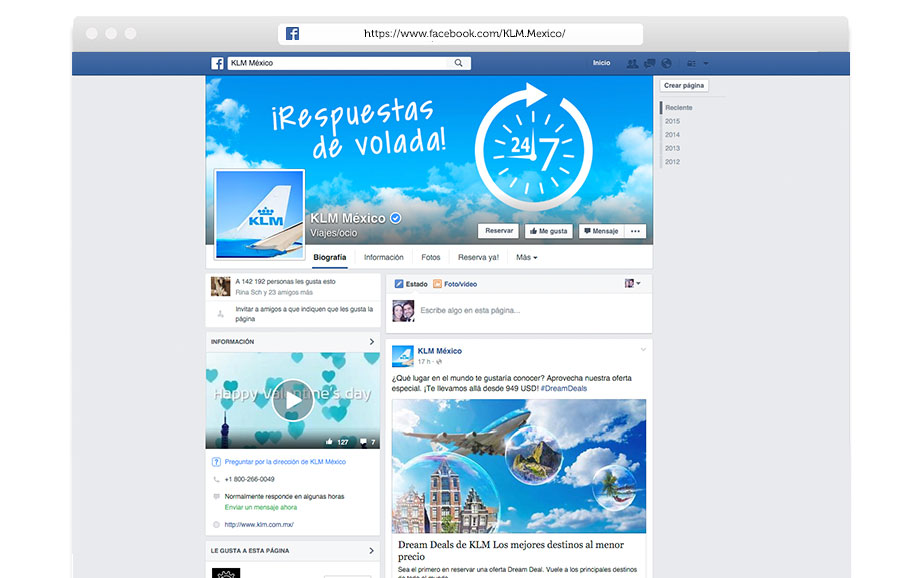 https://www.facebook.com/KLM.Mexico/
KLM México
Inicio
¡Respuestas
de volada!
24
7
Crear página
Reciente
2015
2014
2013
2012
KLM
KLM México
Viajes/ocio
Reservar
Me gusta
Mensaje
Biografía
Información
Fotos
Reserva ya!
Más
A 142 192 personas les gusta esto
Rina Sch y 23 amigos más
Invitar a amigos a que indiquen que les gusta la
página
INFORMACIÓN
Happy Valentine's day
127
7
Preguntar por la dirección de KLM México
+1 800-266-0049
Normalmente responde en algunas horas
Enviar un mensaje ahora
http://www.klm.com.mx/
LE GUSTA A ESTA PÁGINA
Estado
Foto/video
Escribe algo en esta página...
KLM México
17 h ·
¿Qué lugar en el mundo te gustaría conocer? Aprovecha nuestra oferta
especial. ¡Te llevamos allá desde 949 USD! #DreamDeals
Dream Deals de KLM Los mejores destinos al menor
precio
Sea el primero en reservar una oferta Dream Deal. Vuele a los principales destinos
de todo el mundo